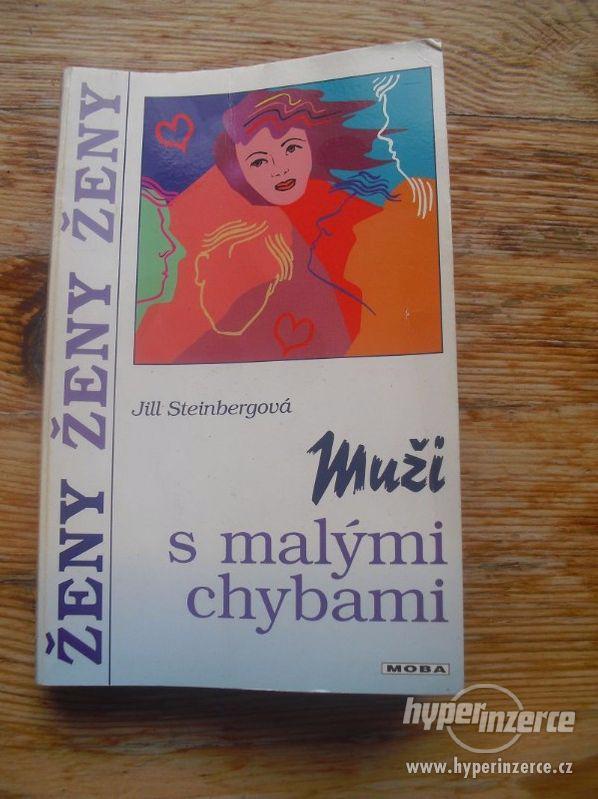 ŽENY ŽENY ŽENY
Jill Steinbergová
Muži
s malými
chybami
MOBA
hyperinzerce
www.hyperinzerce.cz